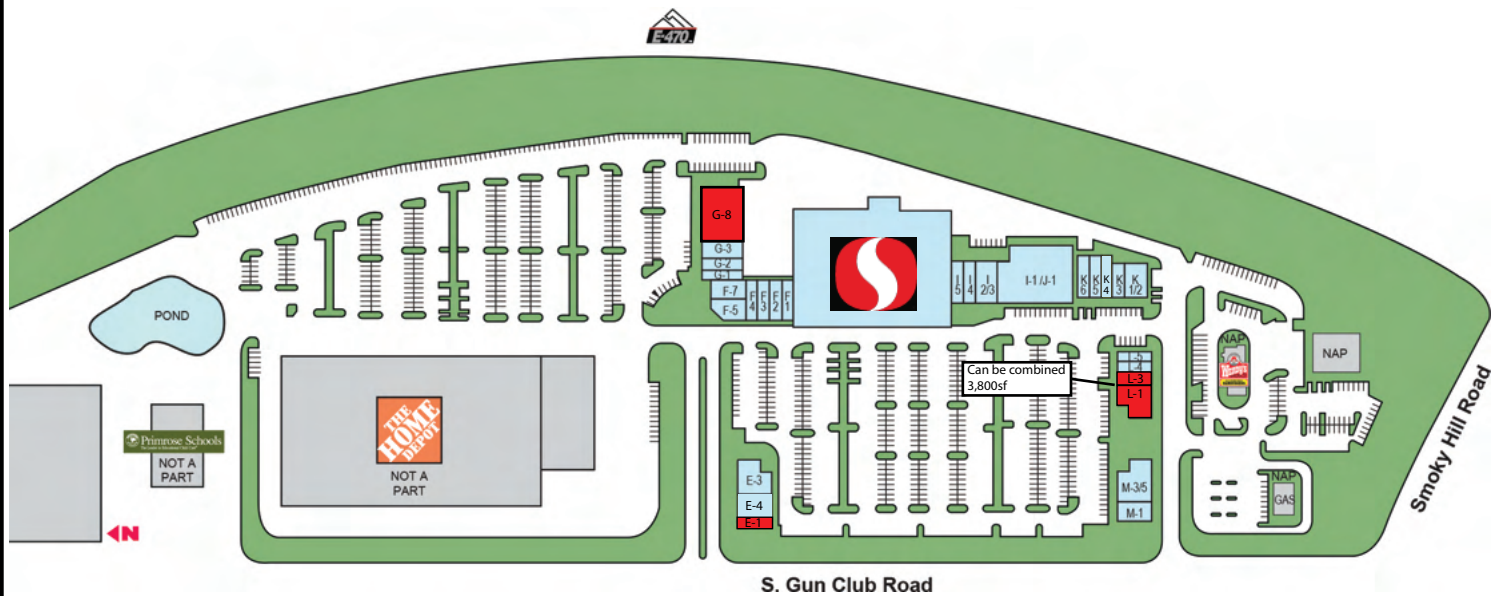 E-470
G-8
G-3
G-2
G-1
F-7
F-5
F
4
F
3
F
2
F
1
I
5
I
4
I
2/3
I-1 /J-1
K
6
K
5
K
4
K
3
K
1/2
POND
NAP
NAP
Wendy's
Can be combined
3,800sf
L-3
L-1
THE
HOME
DEPOT
NOT A
PART
Primrose Schools
NOT A
PART
N
E-3
E-4
E-1
M-3/5
M-1
NAP
GAS
Smoky Hill Road
S. Gun Club Road